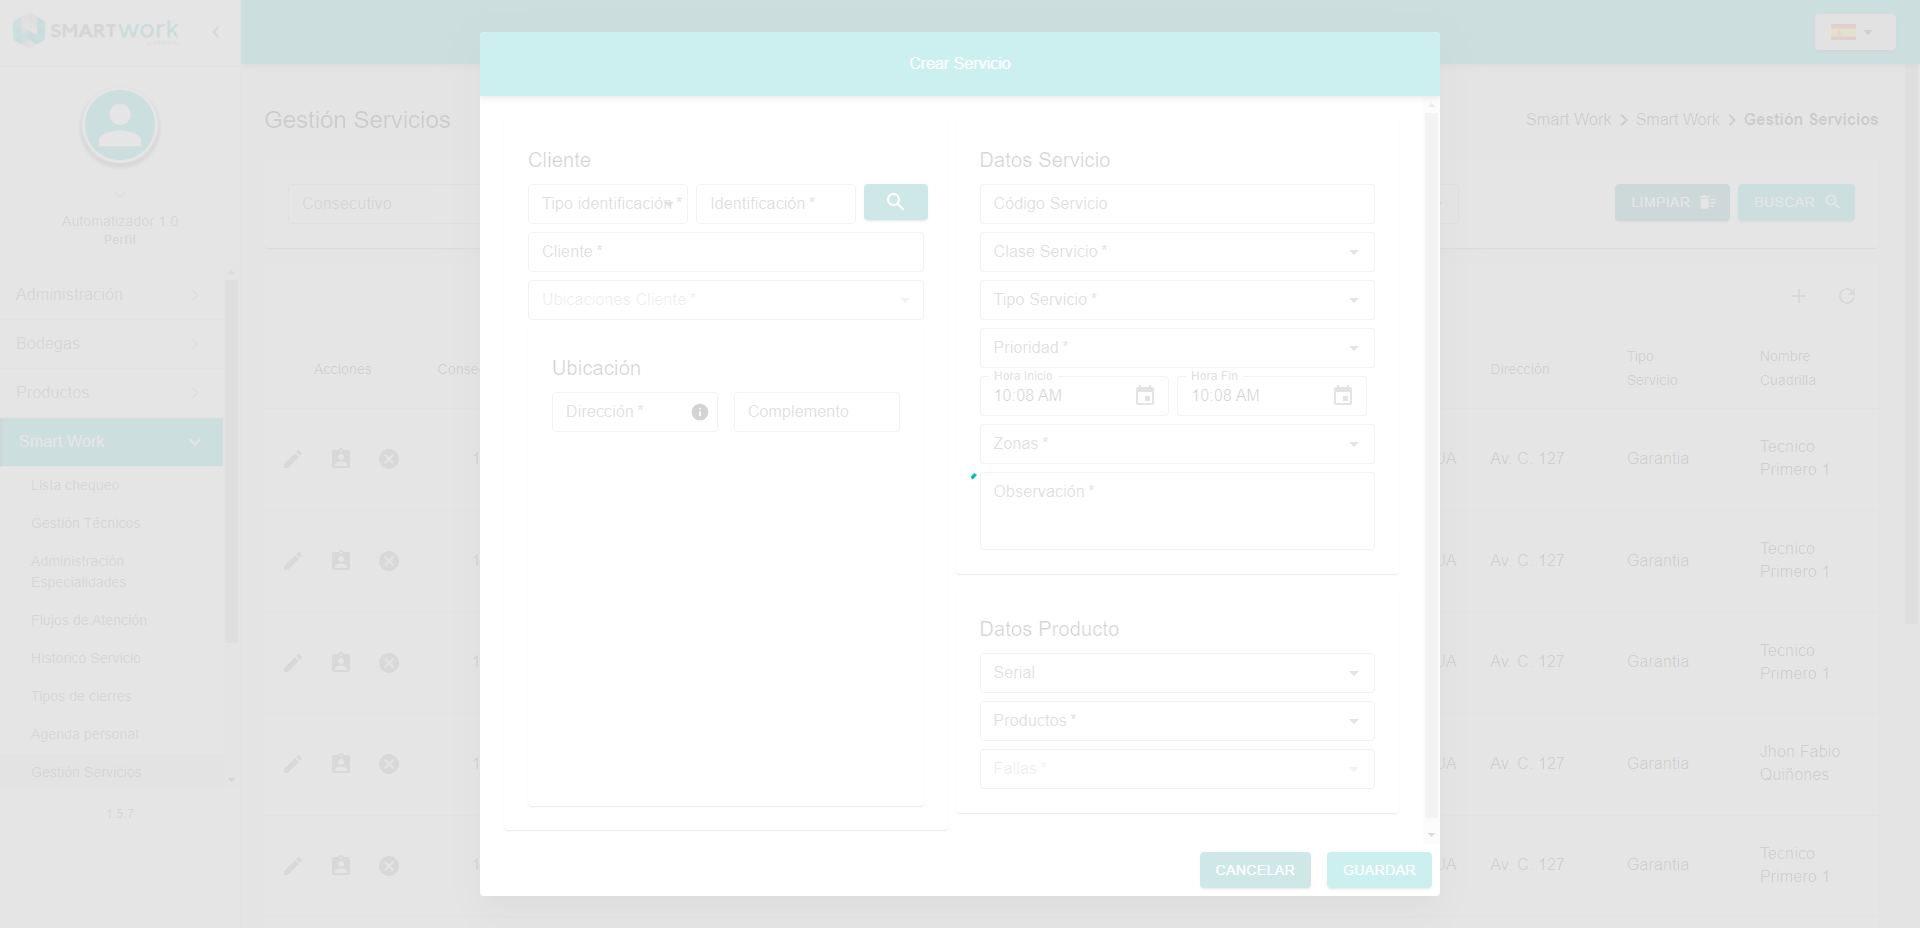 SMARTWORK
Crear Servicio
Gestión Servicios
Smart Work > Smart Work > Gestión Servicios
Automatizador 1.0
Perfil
Consecutivo
LIMPIAR
BUSCAR
Administración
Bodegas
Productos
Smart Work
Lista chequeo
Gestión Técnicos
Administración
Especialidades
Flujos de Atención
Historico Servicio
Tipos de cierres
Agenda personal
Gestión Servicios
1.5.7
Cliente
Tipo identificación *
Identificación *
Cliente *
Ubicaciones Cliente *
Ubicación
Dirección *
Complemento
Datos Servicio
Código Servicio
Clase Servicio *
Tipo Servicio *
Prioridad *
Hora Inicio
10:08 AM
Hora Fin
10:08 AM
Zonas *
Observación *
Datos Producto
Serial
Productos *
Fallas *
CANCELAR
GUARDAR
Acciones
Conse
Dirección
Tipo
Servicio
Nombre
Cuadrilla
1
UA
Av. C. 127
Garantia
Tecnico
Primero 1
1
UA
Av. C. 127
Garantia
Tecnico
Primero 1
1
UA
Av. C. 127
Garantia
Tecnico
Primero 1
1
UA
Av. C. 127
Garantia
Jhon Fabio
Quiñones
1
UA
Av. C. 127
Garantia
Tecnico
Primero 1